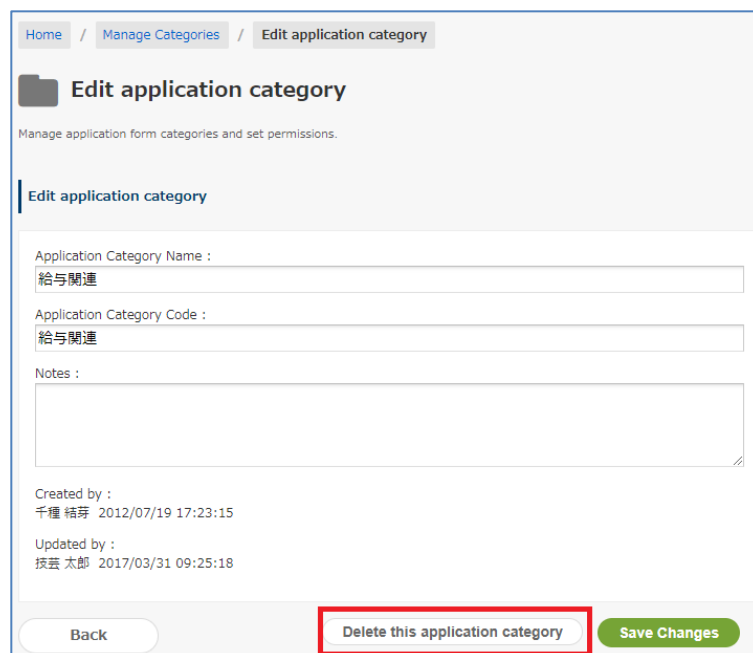 Home / Manage Categories / Edit application category
Edit application category
Manage application form categories and set permissions.
Edit application category
Application Category Name :
給与関連
Application Category Code :
給与関連
Notes :
Created by :
千種 結芽 2012/07/19 17:23:15
Updated by :
技芸 太郎 2017/03/31 09:25:18
Back Delete this application category Save Changes